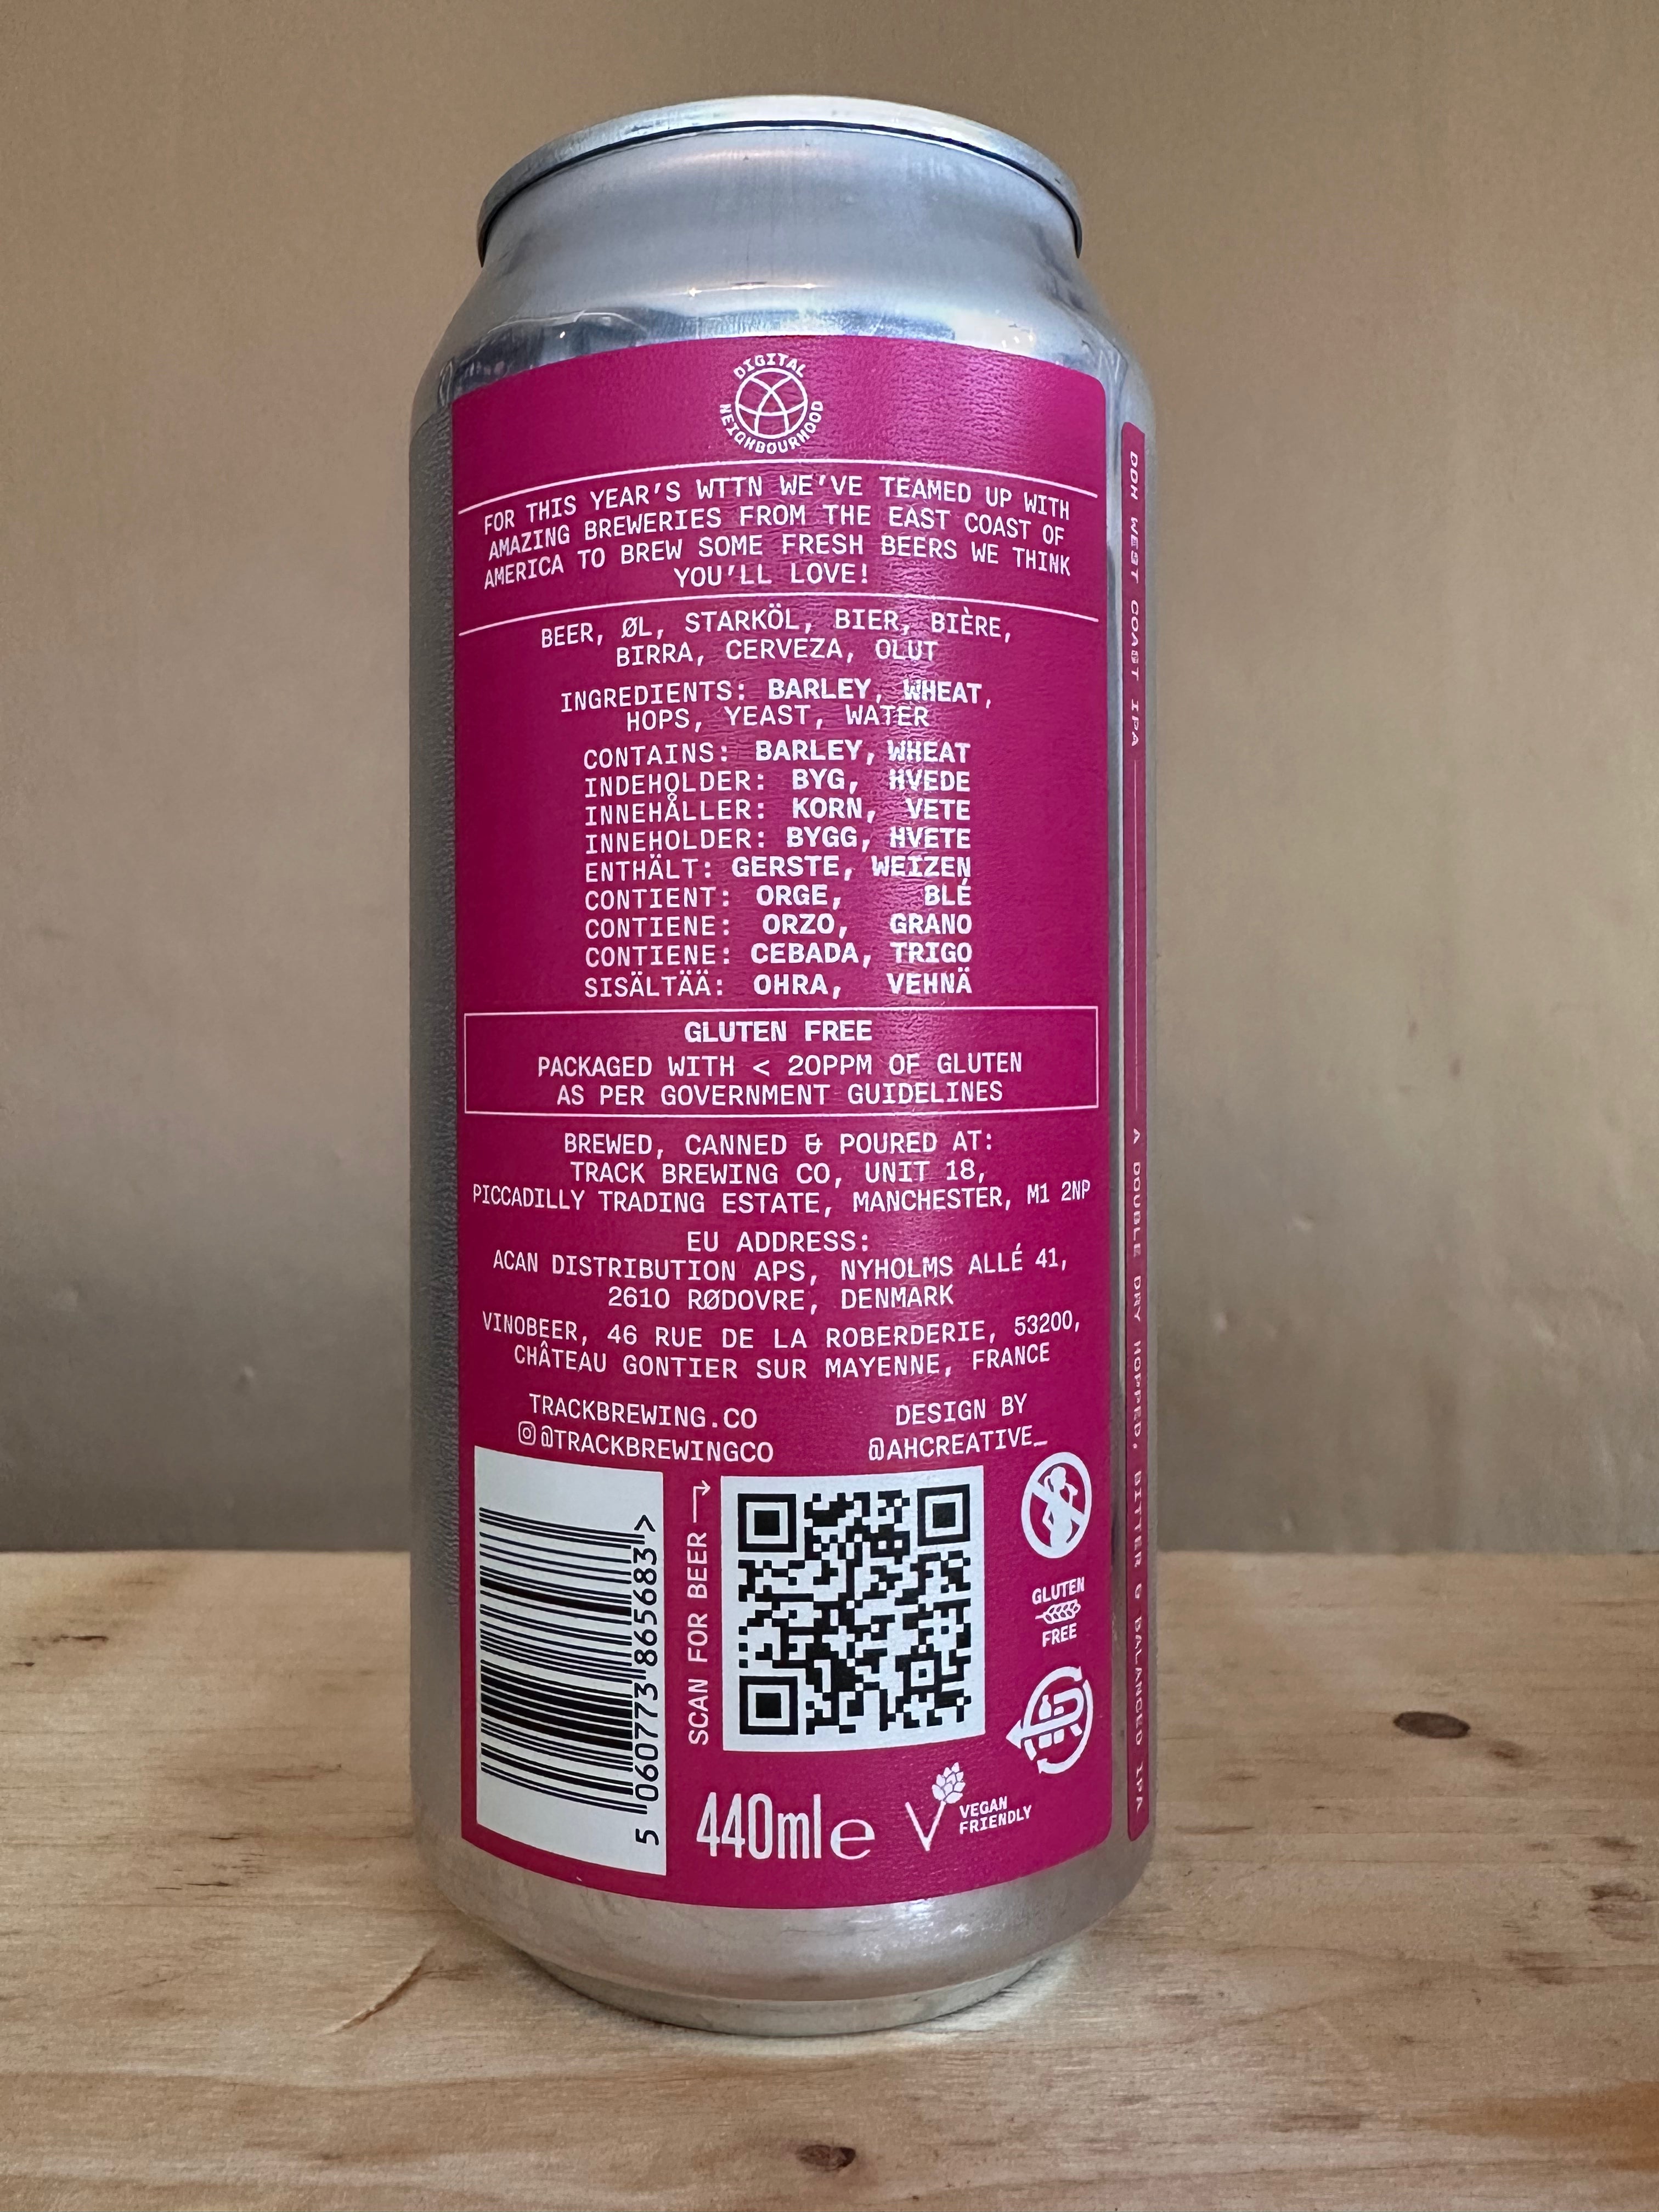 DIGITAL
NEIGHBOURHOOD
FOR THIS YEAR'S WTTN WE'VE TEAMED UP WITH
AMAZING BREWERIES FROM THE EAST COAST OF
AMERICA TO BREW SOME FRESH BEERS WE THINK
YOU'LL LOVE!
BEER, ØL, STARKÖL, BIER, BIÈRE,
BIRRA, CERVEZA, OLUT
INGREDIENTS: BARLEY, WHEAT,
HOPS, YEAST, WATER
CONTAINS: BARLEY, WHEAT
INDEHOLDER: BYG, HVEDE
INNEHÅLLER: KORN, VETE
INNEHOLDER: BYGG, HVETE
ENTHÄLT: GERSTE, WEIZEN
CONTIENT: ORGE, BLÉ
CONTIENE: ORZO, GRANO
CONTIENE: CEBADA, TRIGO
SISÄLTÄÄ: OHRA, VEHNÄ
GLUTEN FREE
PACKAGED WITH < 20PPM OF GLUTEN
AS PER GOVERNMENT GUIDELINES
BREWED, CANNED & POURED AT:
TRACK BREWING CO, UNIT 18,
PICCADILLY TRADING ESTATE, MANCHESTER, M1 2NP
EU ADDRESS:
ACAN DISTRIBUTION APS, NYHOLMS ALLÉ 41,
2610 RØDOVRE, DENMARK
VINOBEER, 46 RUE DE LA ROBERDERIE, 53200,
CHÂTEAU GONTIER SUR MAYENNE, FRANCE
TRACKBREWING.CO
@TRACKBREWINGCO
DESIGN BY
@AHCREATIVE_
5 060773 865683 >
SCAN FOR BEER
GLUTEN
FREE
440ml e
VEGAN
FRIENDLY
DDH WEST COAST IPA
A DOUBLE DRY HOPPED, BITTER & BALANCED IPA